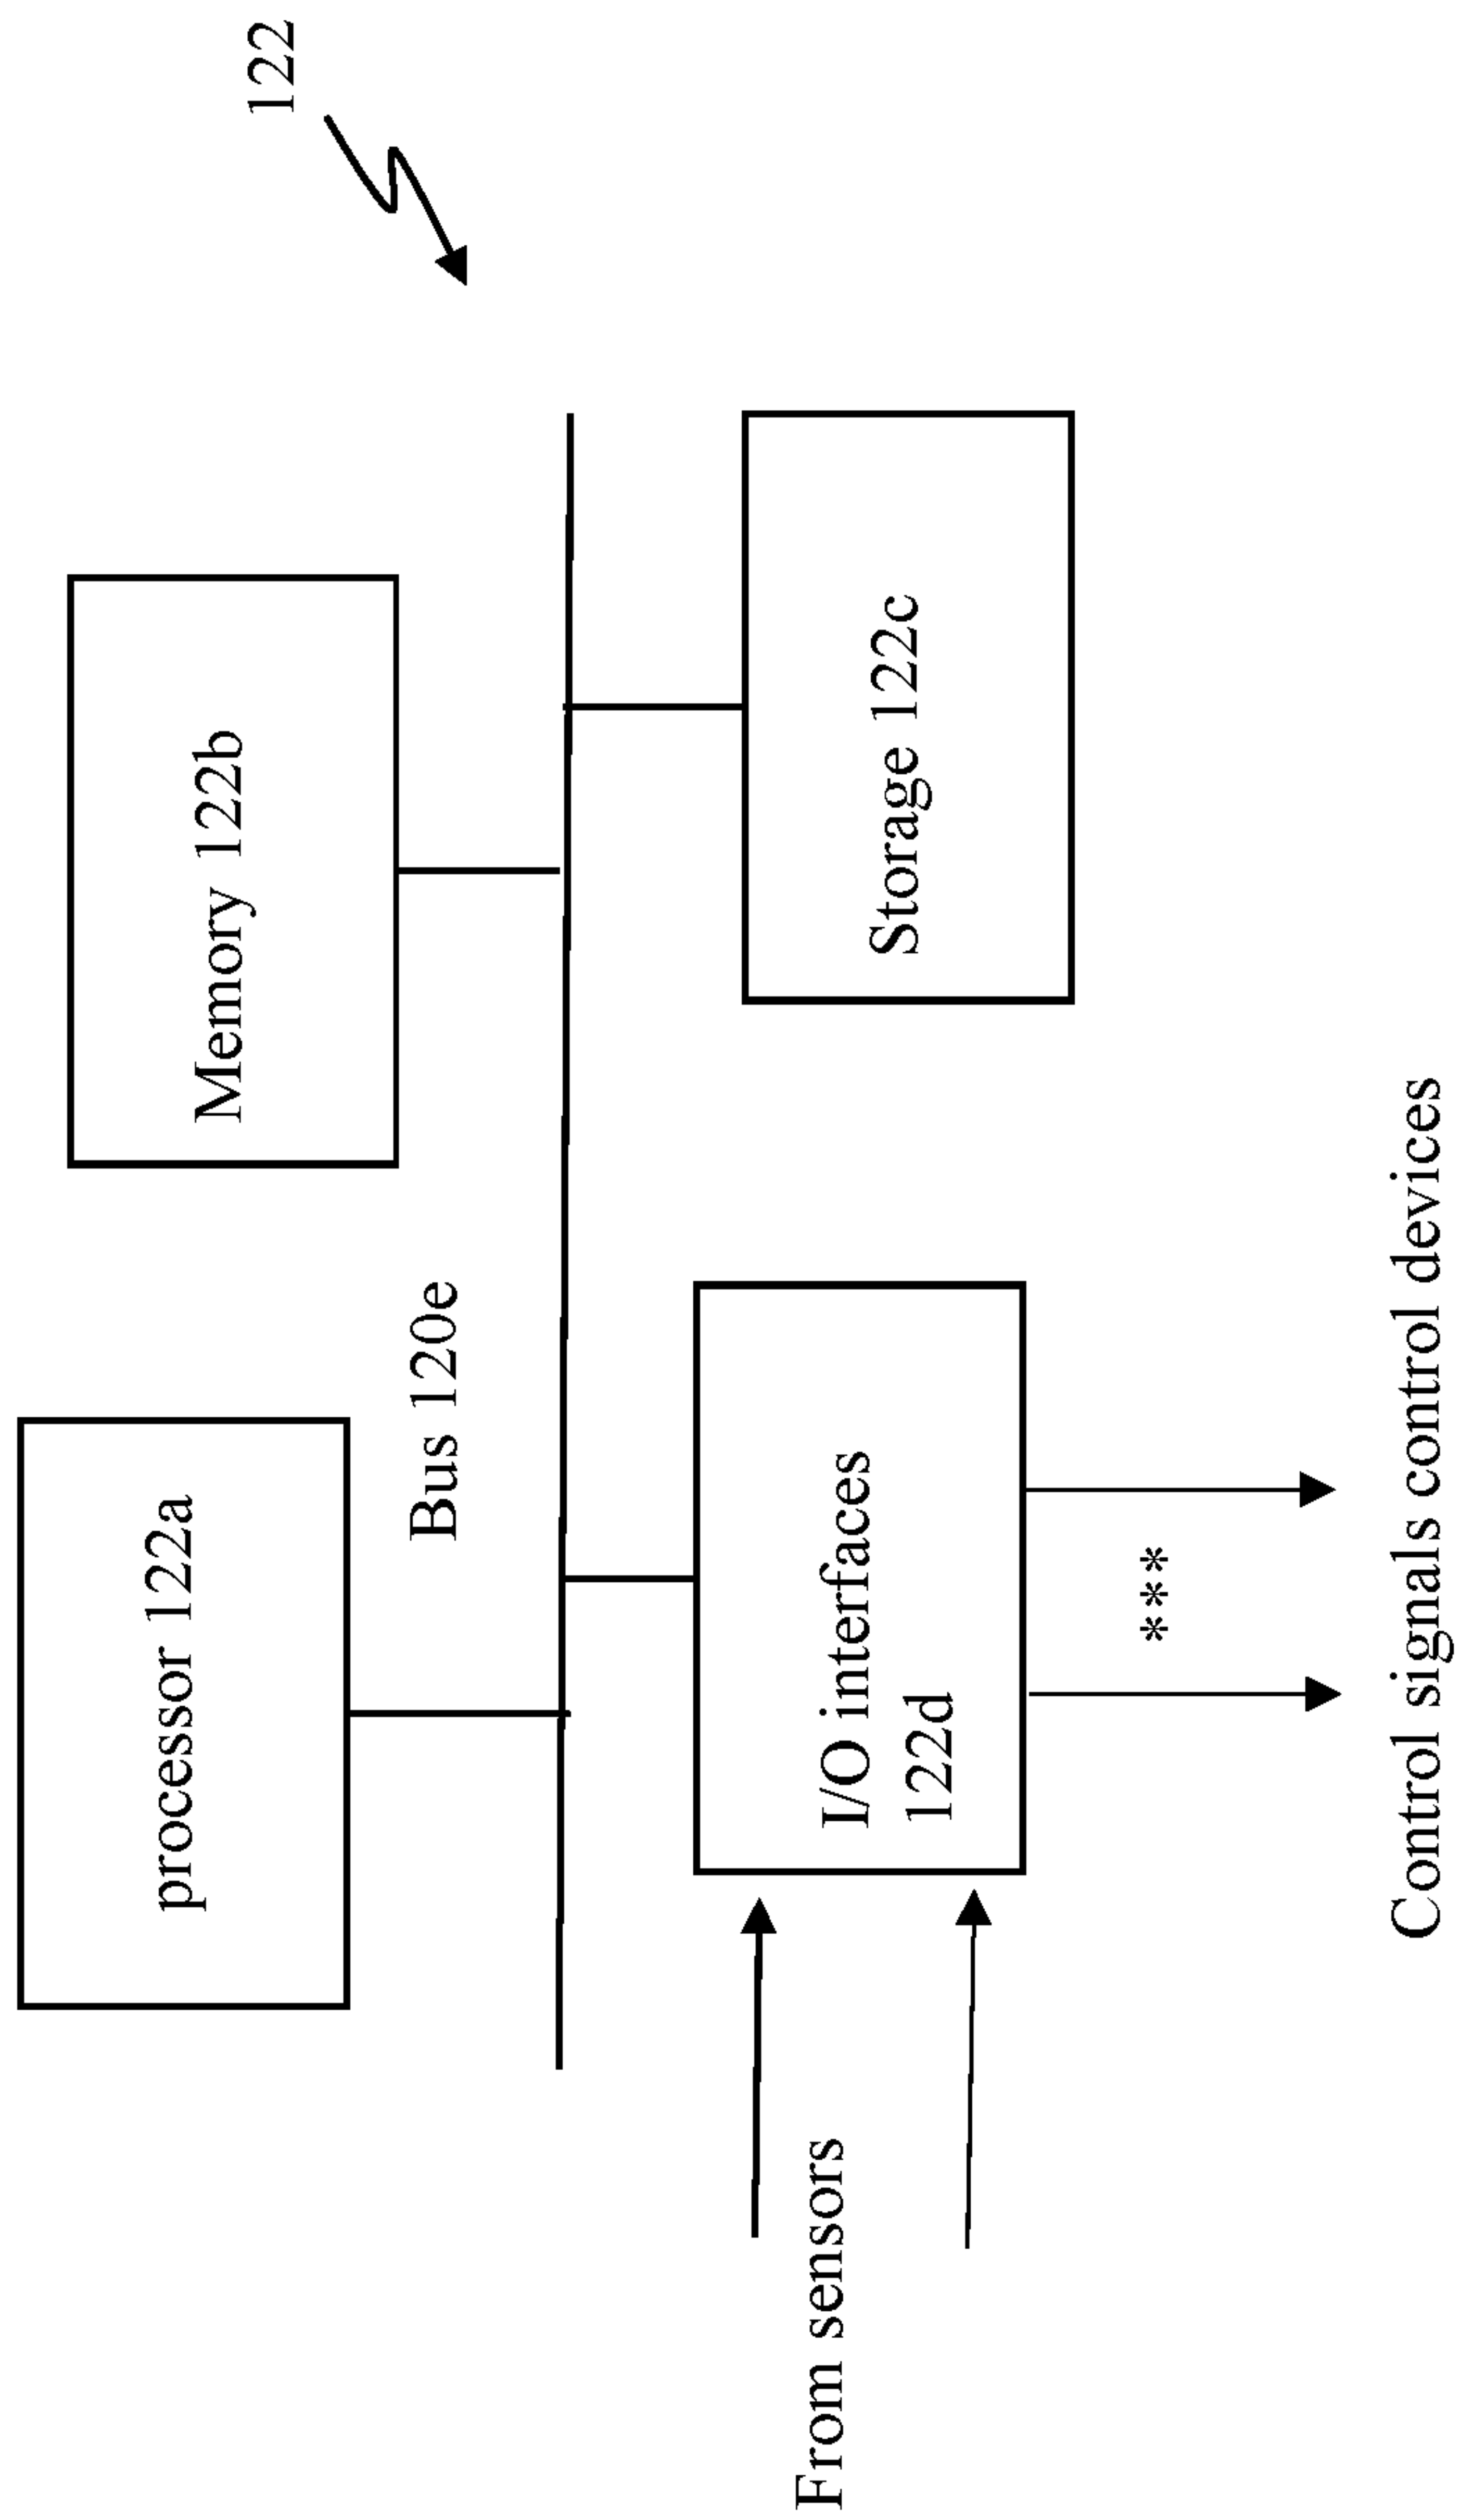 122
processor 122a
Memory 122b
Bus 120e
From sensors
I/O interfaces
122d
Storage 122c
***
Control signals control devices